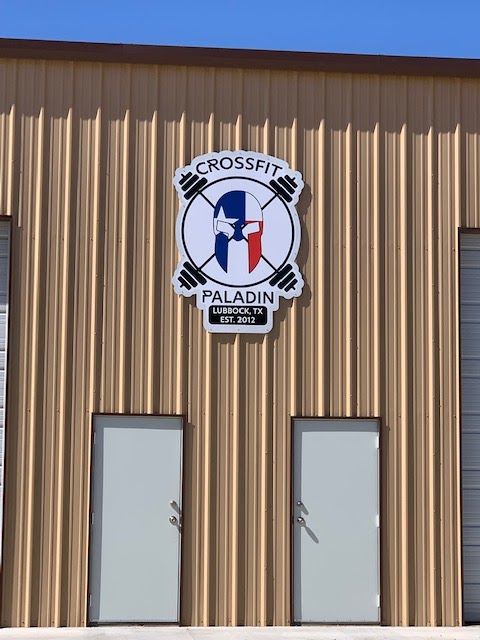 CROSSFIT
PALADIN
LUBBOCK, TX
EST. 2012